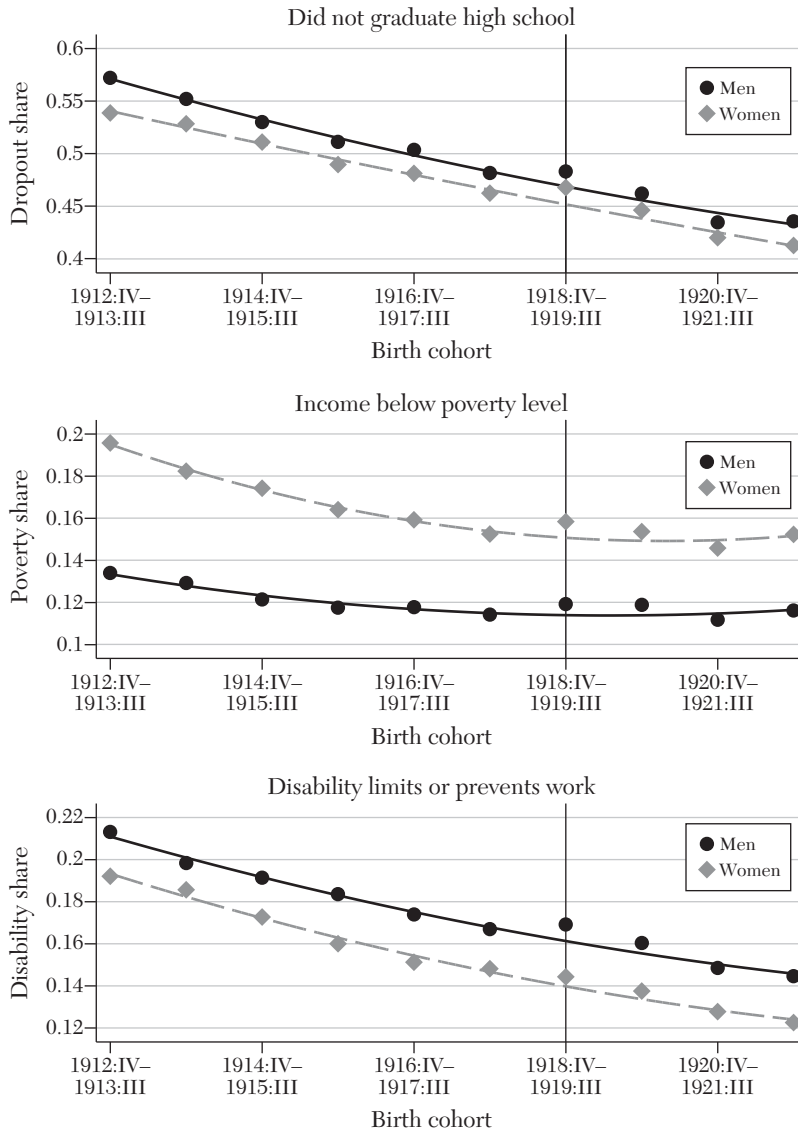 Did not graduate high school
0.6
0.55
0.5
0.45
0.4
Dropout share
Men
Women
1912:IV– 1914:IV– 1916:IV– 1918:IV– 1920:IV–
1913:III 1915:III 1917:III 1919:III 1921:III
Birth cohort
Income below poverty level
0.2
0.18
0.16
0.14
0.12
0.1
Poverty share
Men
Women
1912:IV– 1914:IV– 1916:IV– 1918:IV– 1920:IV–
1913:III 1915:III 1917:III 1919:III 1921:III
Birth cohort
Disability limits or prevents work
0.22
0.2
0.18
0.16
0.14
0.12
Disability share
Men
Women
1912:IV– 1914:IV– 1916:IV– 1918:IV– 1920:IV–
1913:III 1915:III 1917:III 1919:III 1921:III
Birth cohort